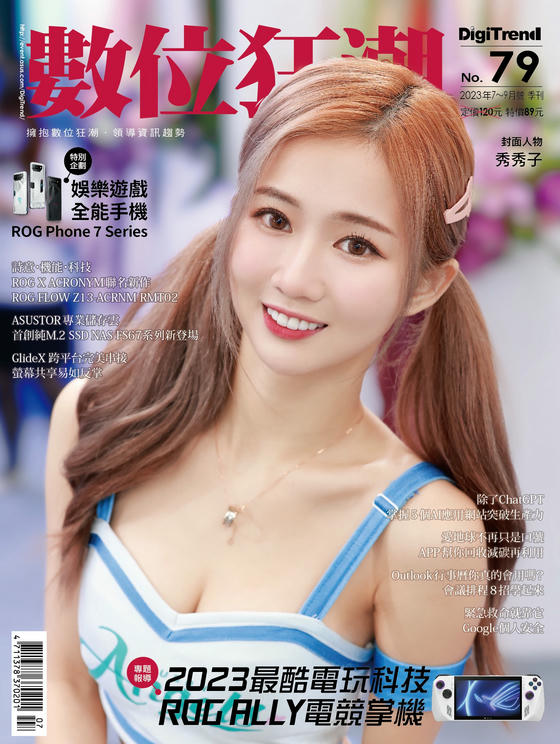 http://event.asus.com/DigiTrend/
數位狂潮
DigiTrend
No. 79
2023年7~9月號 季刊
定價120元 特價89元
擁抱數位狂潮‧領導資訊趨勢
封面人物
秀秀子
特別
企劃
娛樂遊戲
全能手機
ROG Phone 7 Series
詩意‧機能‧科技
ROG X ACRONYM聯名新作
ROG FLOW Z13-ACRNM RMT02
ASUSTOR專業儲存雲
首創純M.2 SSD NAS FS67系列新登場
GlideX 跨平台完美串接
螢幕共享易如反掌
除了ChatGPT
掌握5個AI應用網站突破生產力
愛地球不再只是口號
APP幫你回收減碳再利用
Outlook行事曆你真的會用嗎?
會議排程8招學起來
緊急救命就靠它
Google個人安全
專題
報導
2023最酷電玩科技
ROG ALLY電競掌機
4 711378 370201
07